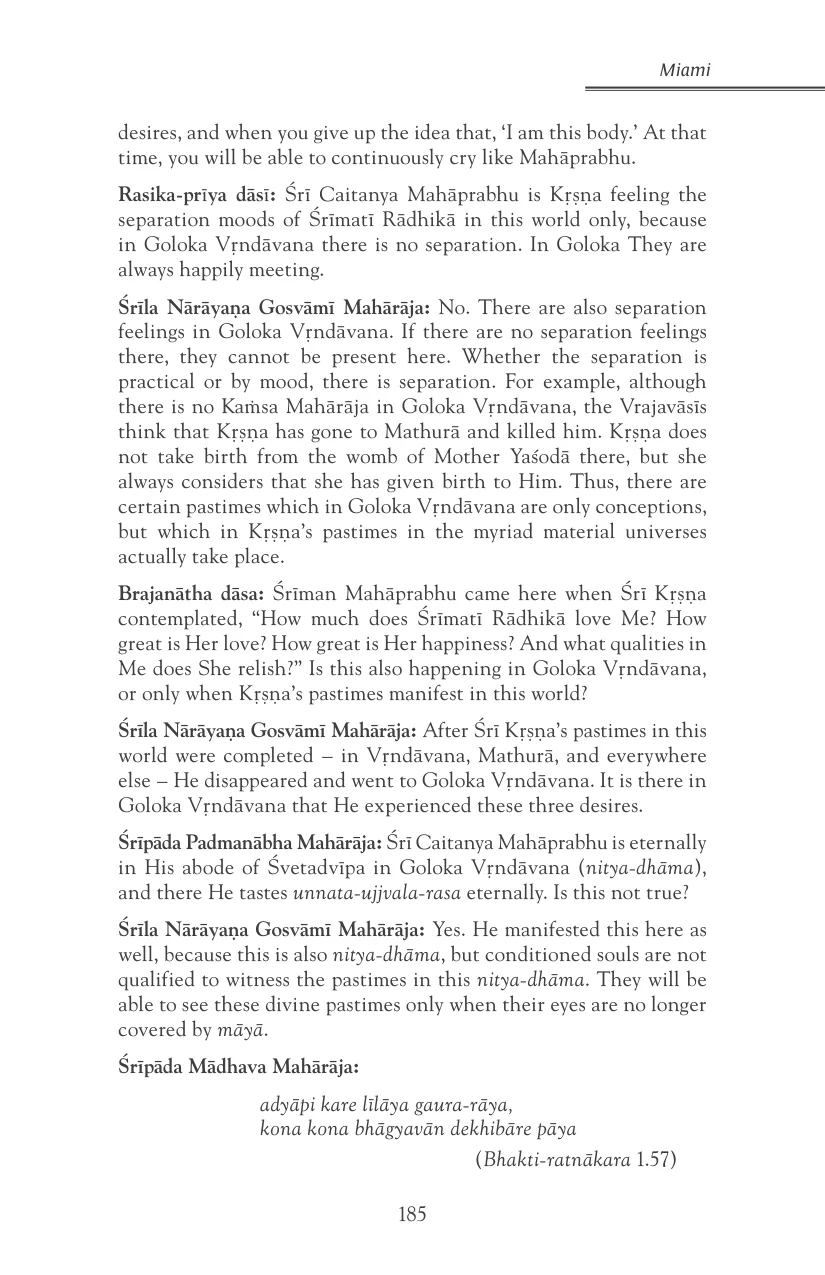 Miami
desires, and when you give up the idea that, ‘I am this body.’ At that
time, you will be able to continuously cry like Mahāprabhu.
Rasika-prīya dāsī: Śrī Caitanya Mahāprabhu is Kṛṣṇa feeling the
separation moods of Śrīmatī Rādhikā in this world only, because
in Goloka Vṛndāvana there is no separation. In Goloka They are
always happily meeting.
Śrīla Nārāyaṇa Gosvāmī Mahārāja: No. There are also separation
feelings in Goloka Vṛndāvana. If there are no separation feelings
there, they cannot be present here. Whether the separation is
practical or by mood, there is separation. For example, although
there is no Kaṁsa Mahārāja in Goloka Vṛndāvana, the Vrajavāsīs
think that Kṛṣṇa has gone to Mathurā and killed him. Kṛṣṇa does
not take birth from the womb of Mother Yaśodā there, but she
always considers that she has given birth to Him. Thus, there are
certain pastimes which in Goloka Vṛndāvana are only conceptions,
but which in Kṛṣṇa’s pastimes in the myriad material universes
actually take place.
Brajanātha dāsa: Śrīman Mahāprabhu came here when Śrī Kṛṣṇa
contemplated, “How much does Śrīmatī Rādhikā love Me? How
great is Her love? How great is Her happiness? And what qualities in
Me does She relish?” Is this also happening in Goloka Vṛndāvana,
or only when Kṛṣṇa’s pastimes manifest in this world?
Śrīla Nārāyaṇa Gosvāmī Mahārāja: After Śrī Kṛṣṇa’s pastimes in this
world were completed – in Vṛndāvana, Mathurā, and everywhere
else – He disappeared and went to Goloka Vṛndāvana. It is there in
Goloka Vṛndāvana that He experienced these three desires.
Śrīpāda Padmanābha Mahārāja: Śrī Caitanya Mahāprabhu is eternally
in His abode of Śvetadvīpa in Goloka Vṛndāvana (nitya-dhāma),
and there He tastes unnata-ujjvala-rasa eternally. Is this not true?
Śrīla Nārāyaṇa Gosvāmī Mahārāja: Yes. He manifested this here as
well, because this is also nitya-dhāma, but conditioned souls are not
qualified to witness the pastimes in this nitya-dhāma. They will be
able to see these divine pastimes only when their eyes are no longer
covered by māyā.
Śrīpāda Mādhava Mahārāja:
adyāpi kare līlāya gaura-rāya,
kona kona bhāgyavān dekhibāre pāya
(Bhakti-ratnākara 1.57)
185